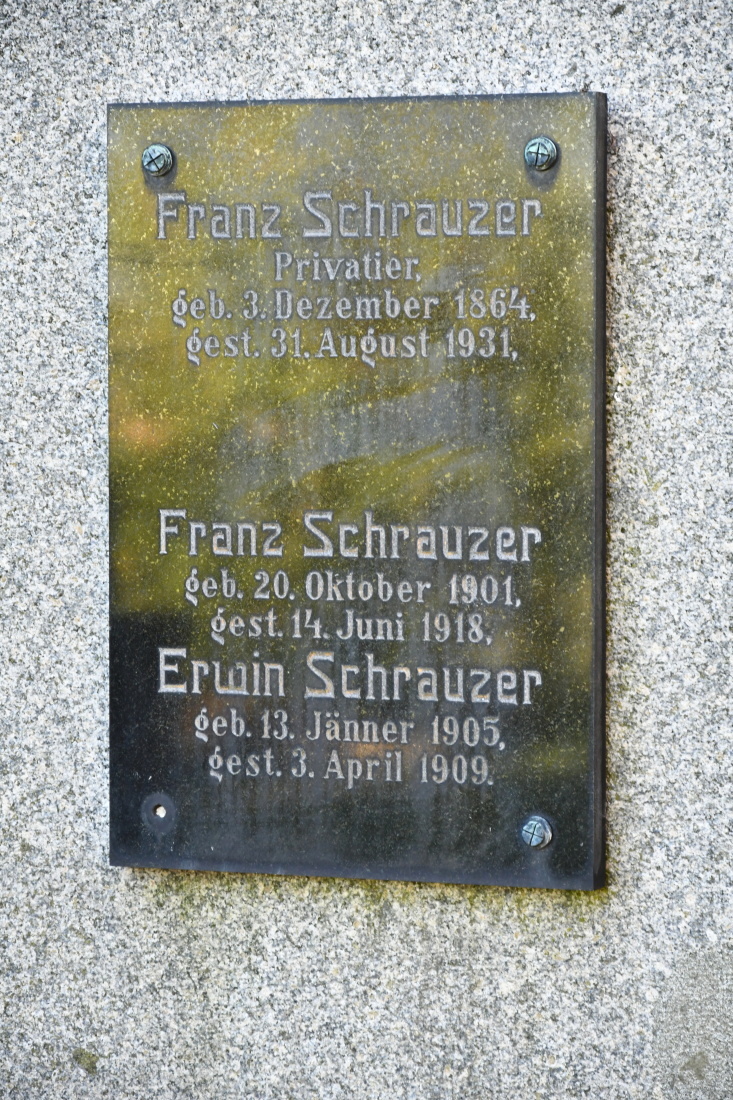 Franz Schrauzer
Privatier,
geb. 3. Dezember 1864,
gest. 31. August 1931,
Franz Schrauzer
geb. 20. Oktober 1901,
gest. 14. Juni 1918,
Erwin Schrauzer
geb. 13. Jänner 1905,
gest. 3. April 1909.